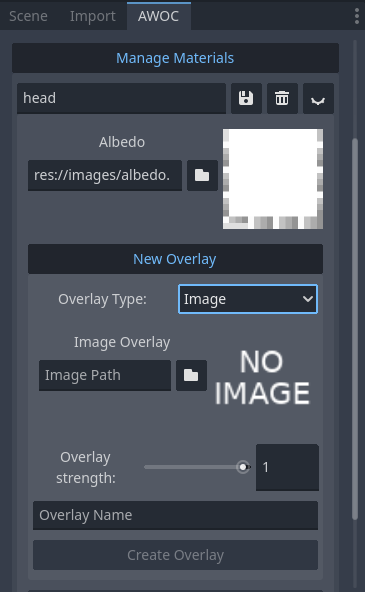 Scene Import AWOC
Manage Materials
head
Albedo
res://images/albedo.
New Overlay
Overlay Type: Image
Image Overlay
Image Path
NO
IMAGE
Overlay
strength:
1
Overlay Name
Create Overlay